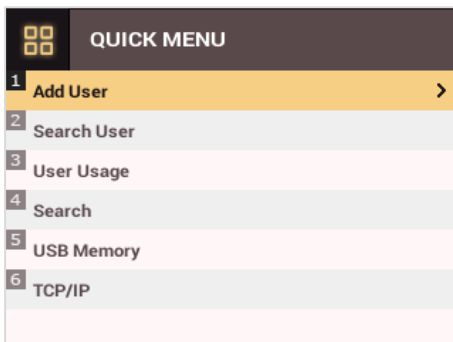 QUICK MENU
1 Add User
2 Search User
3 User Usage
4 Search
5 USB Memory
6 TCP/IP